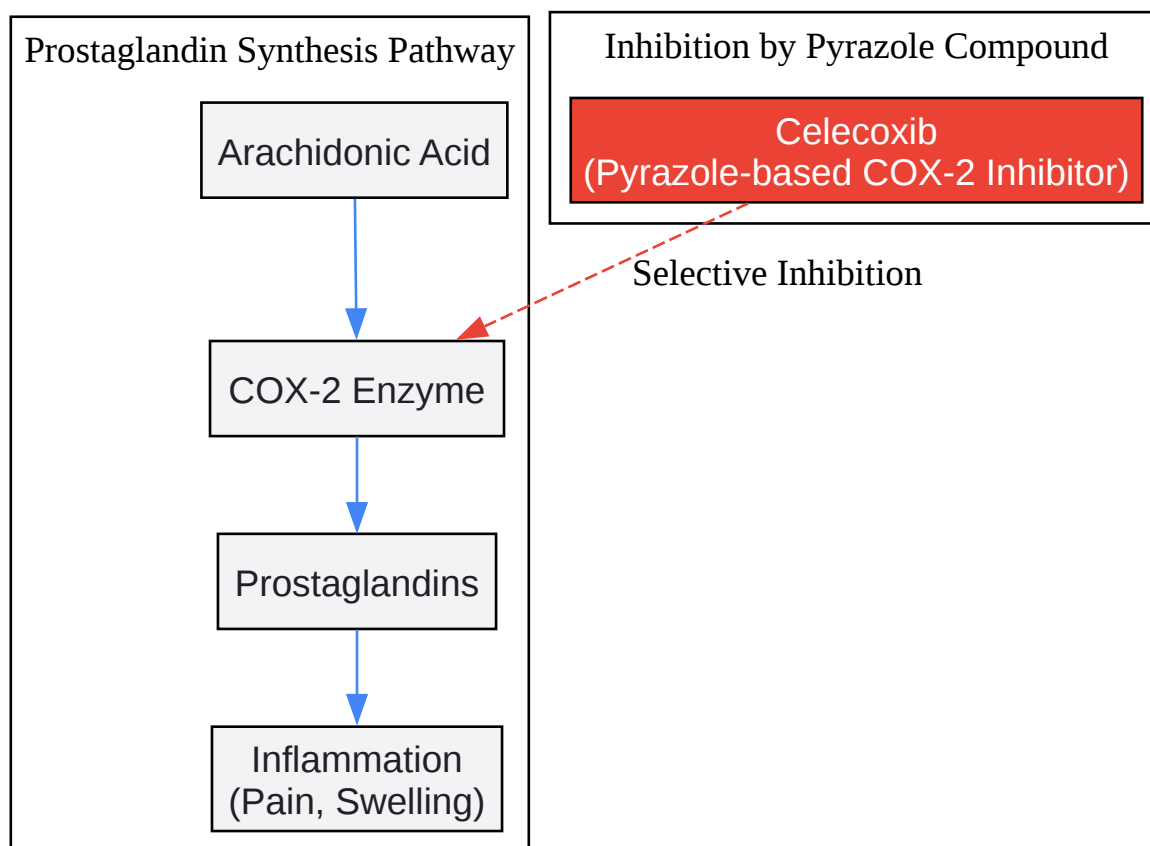 Prostaglandin Synthesis Pathway
Arachidonic Acid
COX-2 Enzyme
Prostaglandins
Inflammation
(Pain, Swelling)
Inhibition by Pyrazole Compound
Celecoxib
(Pyrazole-based COX-2 Inhibitor)
Selective Inhibition